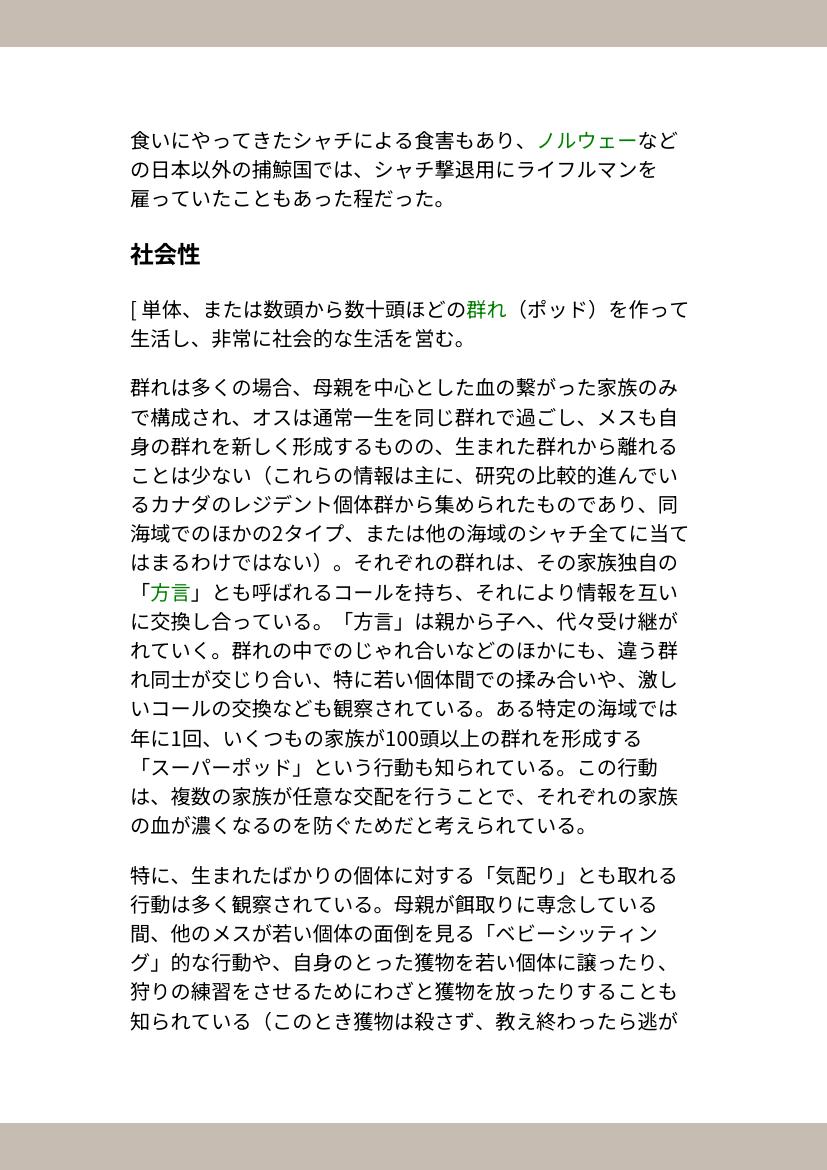 食いにやってきたシャチによる食害もあり、ノルウェーなど
の日本以外の捕鯨国では、シャチ撃退用にライフルマンを
雇っていたこともあった程だった。
社会性
[ 単体、または数頭から数十頭ほどの群れ（ポッド）を作って
生活し、非常に社会的な生活を営む。
群れは多くの場合、母親を中心とした血の繋がった家族のみ
で構成され、オスは通常一生を同じ群れで過ごし、メスも自
身の群れを新しく形成するものの、生まれた群れから離れる
ことは少ない（これらの情報は主に、研究の比較的進んでい
るカナダのレジデント個体群から集められたものであり、同
海域でのほかの2タイプ、または他の海域のシャチ全てに当て
はまるわけではない）。それぞれの群れは、その家族独自の
「方言」とも呼ばれるコールを持ち、それにより情報を互い
に交換し合っている。「方言」は親から子へ、代々受け継が
れていく。群れの中でのじゃれ合いなどのほかにも、違う群
れ同士が交じり合い、特に若い個体間での揉み合いや、激し
いコールの交換なども観察されている。ある特定の海域では
年に1回、いくつもの家族が100頭以上の群れを形成する
「スーパーポッド」という行動も知られている。この行動
は、複数の家族が任意な交配を行うことで、それぞれの家族
の血が濃くなるのを防ぐためだと考えられている。
特に、生まれたばかりの個体に対する「気配り」とも取れる
行動は多く観察されている。母親が餌取りに専念している
間、他のメスが若い個体の面倒を見る「ベビーシッティン
グ」的な行動や、自身のとった獲物を若い個体に譲ったり、
狩りの練習をさせるためにわざと獲物を放ったりすることも
知られている（このとき獲物は殺さず、教え終わったら逃が